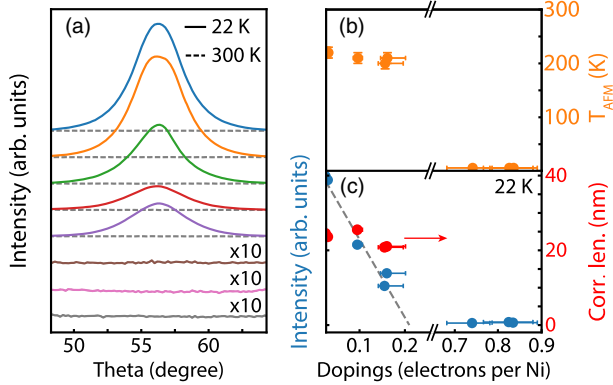 (a)
22 K
300 K
x10
x10
x10
Intensity (arb. units)
50 55 60
Theta (degree)
(b)
300
200
100
T_AFM (K)
(c)
22 K
40
20
0
Intensity (arb. units)
Corr. len. (nm)
0.0 0.1 0.2 0.7 0.8 0.9
Dopings (electrons per Ni)